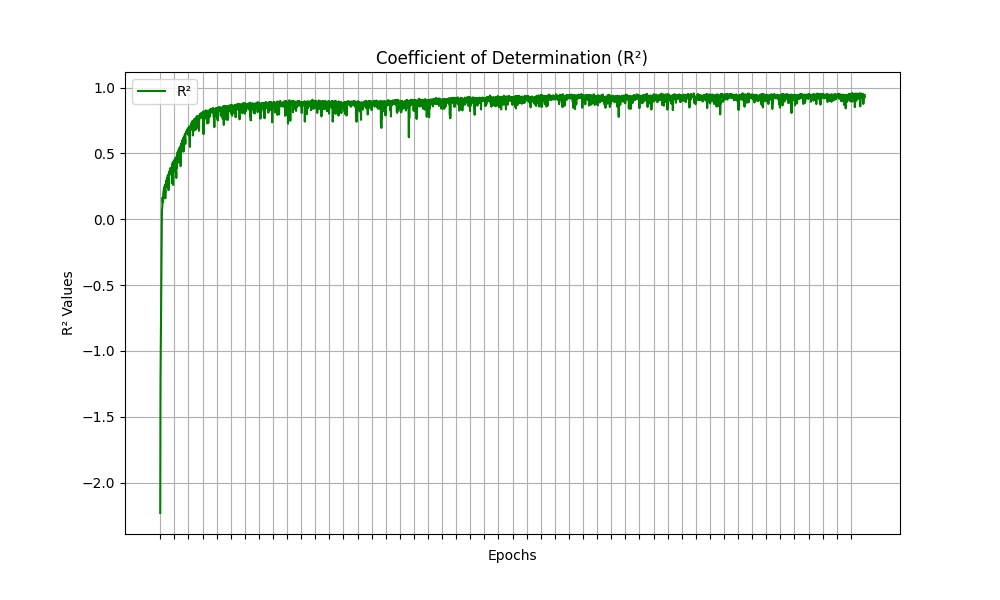 Coefficient of Determination (R²)
R²
1.0
0.5
0.0
−0.5
−1.0
−1.5
−2.0
R² Values
Epochs